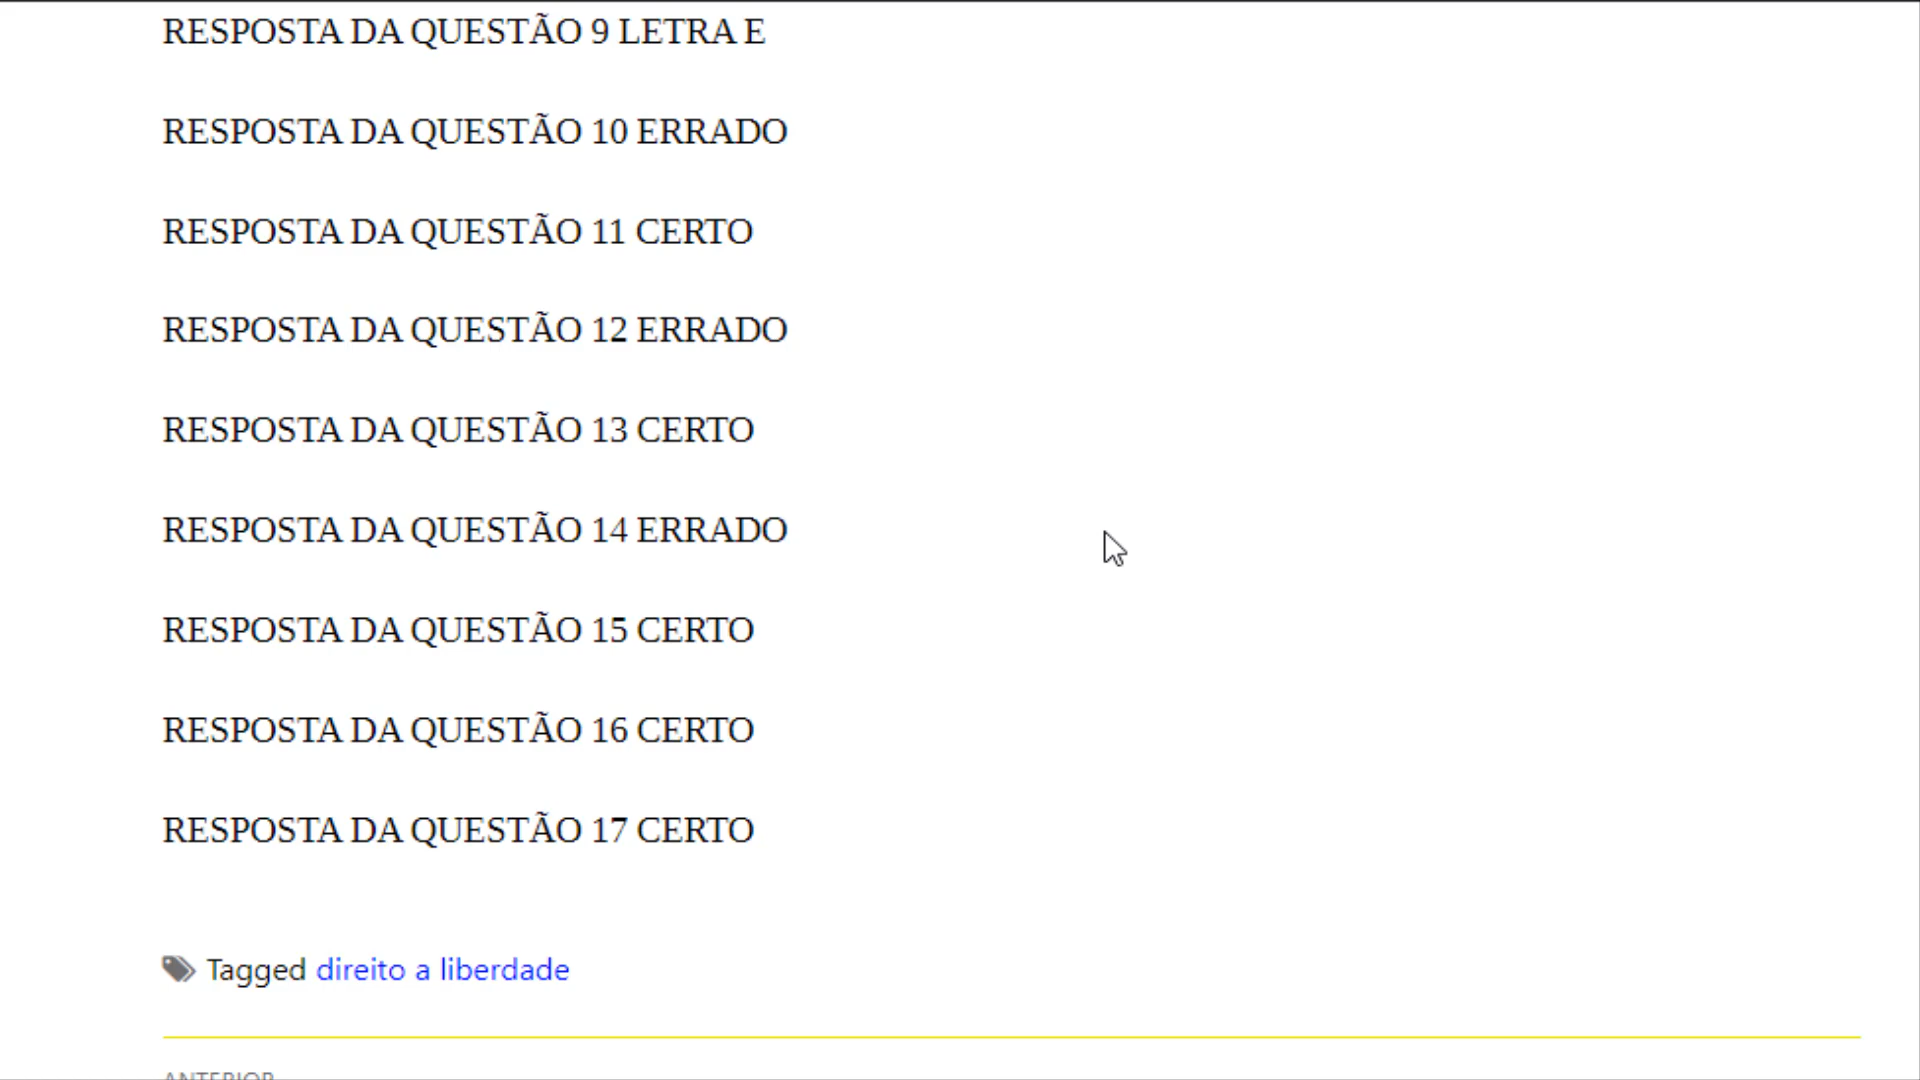 RESPOSTA DA QUESTÃO 9 LETRA E
RESPOSTA DA QUESTÃO 10 ERRADO
RESPOSTA DA QUESTÃO 11 CERTO
RESPOSTA DA QUESTÃO 12 ERRADO
RESPOSTA DA QUESTÃO 13 CERTO
RESPOSTA DA QUESTÃO 14 ERRADO
RESPOSTA DA QUESTÃO 15 CERTO
RESPOSTA DA QUESTÃO 16 CERTO
RESPOSTA DA QUESTÃO 17 CERTO
Tagged direito a liberdade
ANTERIOR